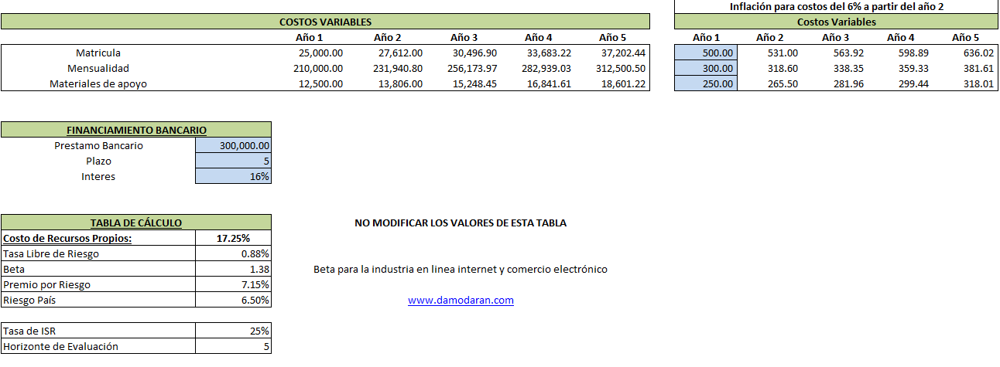 Inflación para costos del 6% a partir del año 2
COSTOS VARIABLES Costos Variables
Año 1 Año 2 Año 3 Año 4 Año 5 Año 1 Año 2 Año 3 Año 4 Año 5
Matricula 25,000.00 27,612.00 30,496.90 33,683.22 37,202.44 500.00 531.00 563.92 598.89 636.02
Mensualidad 210,000.00 231,940.80 256,173.97 282,939.03 312,500.50 300.00 318.60 338.35 359.33 381.61
Materiales de apoyo 12,500.00 13,806.00 15,248.45 16,841.61 18,601.22 250.00 265.50 281.96 299.44 318.01
FINANCIAMIENTO BANCARIO
Prestamo Bancario 300,000.00
Plazo 5
Interes 16%
TABLA DE CÁLCULO NO MODIFICAR LOS VALORES DE ESTA TABLA
Costo de Recursos Propios: 17.25%
Tasa Libre de Riesgo 0.88%
Beta 1.38 Beta para la industria en linea internet y comercio electrónico
Premio por Riesgo 7.15%
Riesgo País 6.50% www.damodaran.com
Tasa de ISR 25%
Horizonte de Evaluación 5